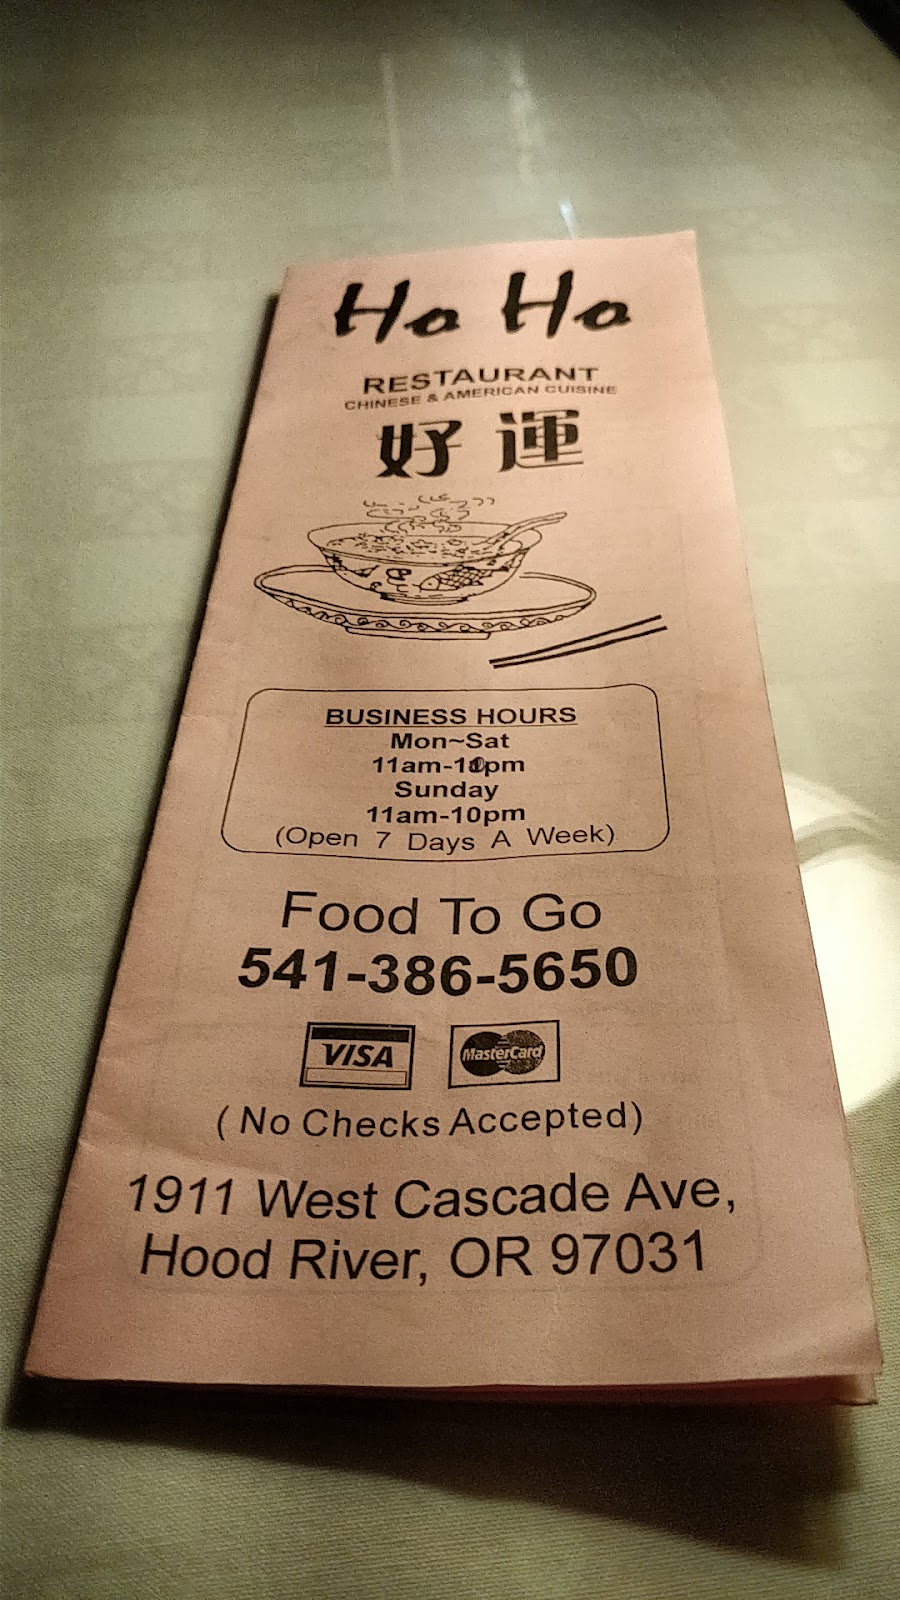 Ho Ho
RESTAURANT
CHINESE & AMERICAN CUISINE
好運
BUSINESS HOURS
Mon~Sat
11am-10pm
Sunday
11am-10pm
(Open 7 Days A Week)
Food To Go
541-386-5650
VISA MasterCard
( No Checks Accepted)
1911 West Cascade Ave,
Hood River, OR 97031